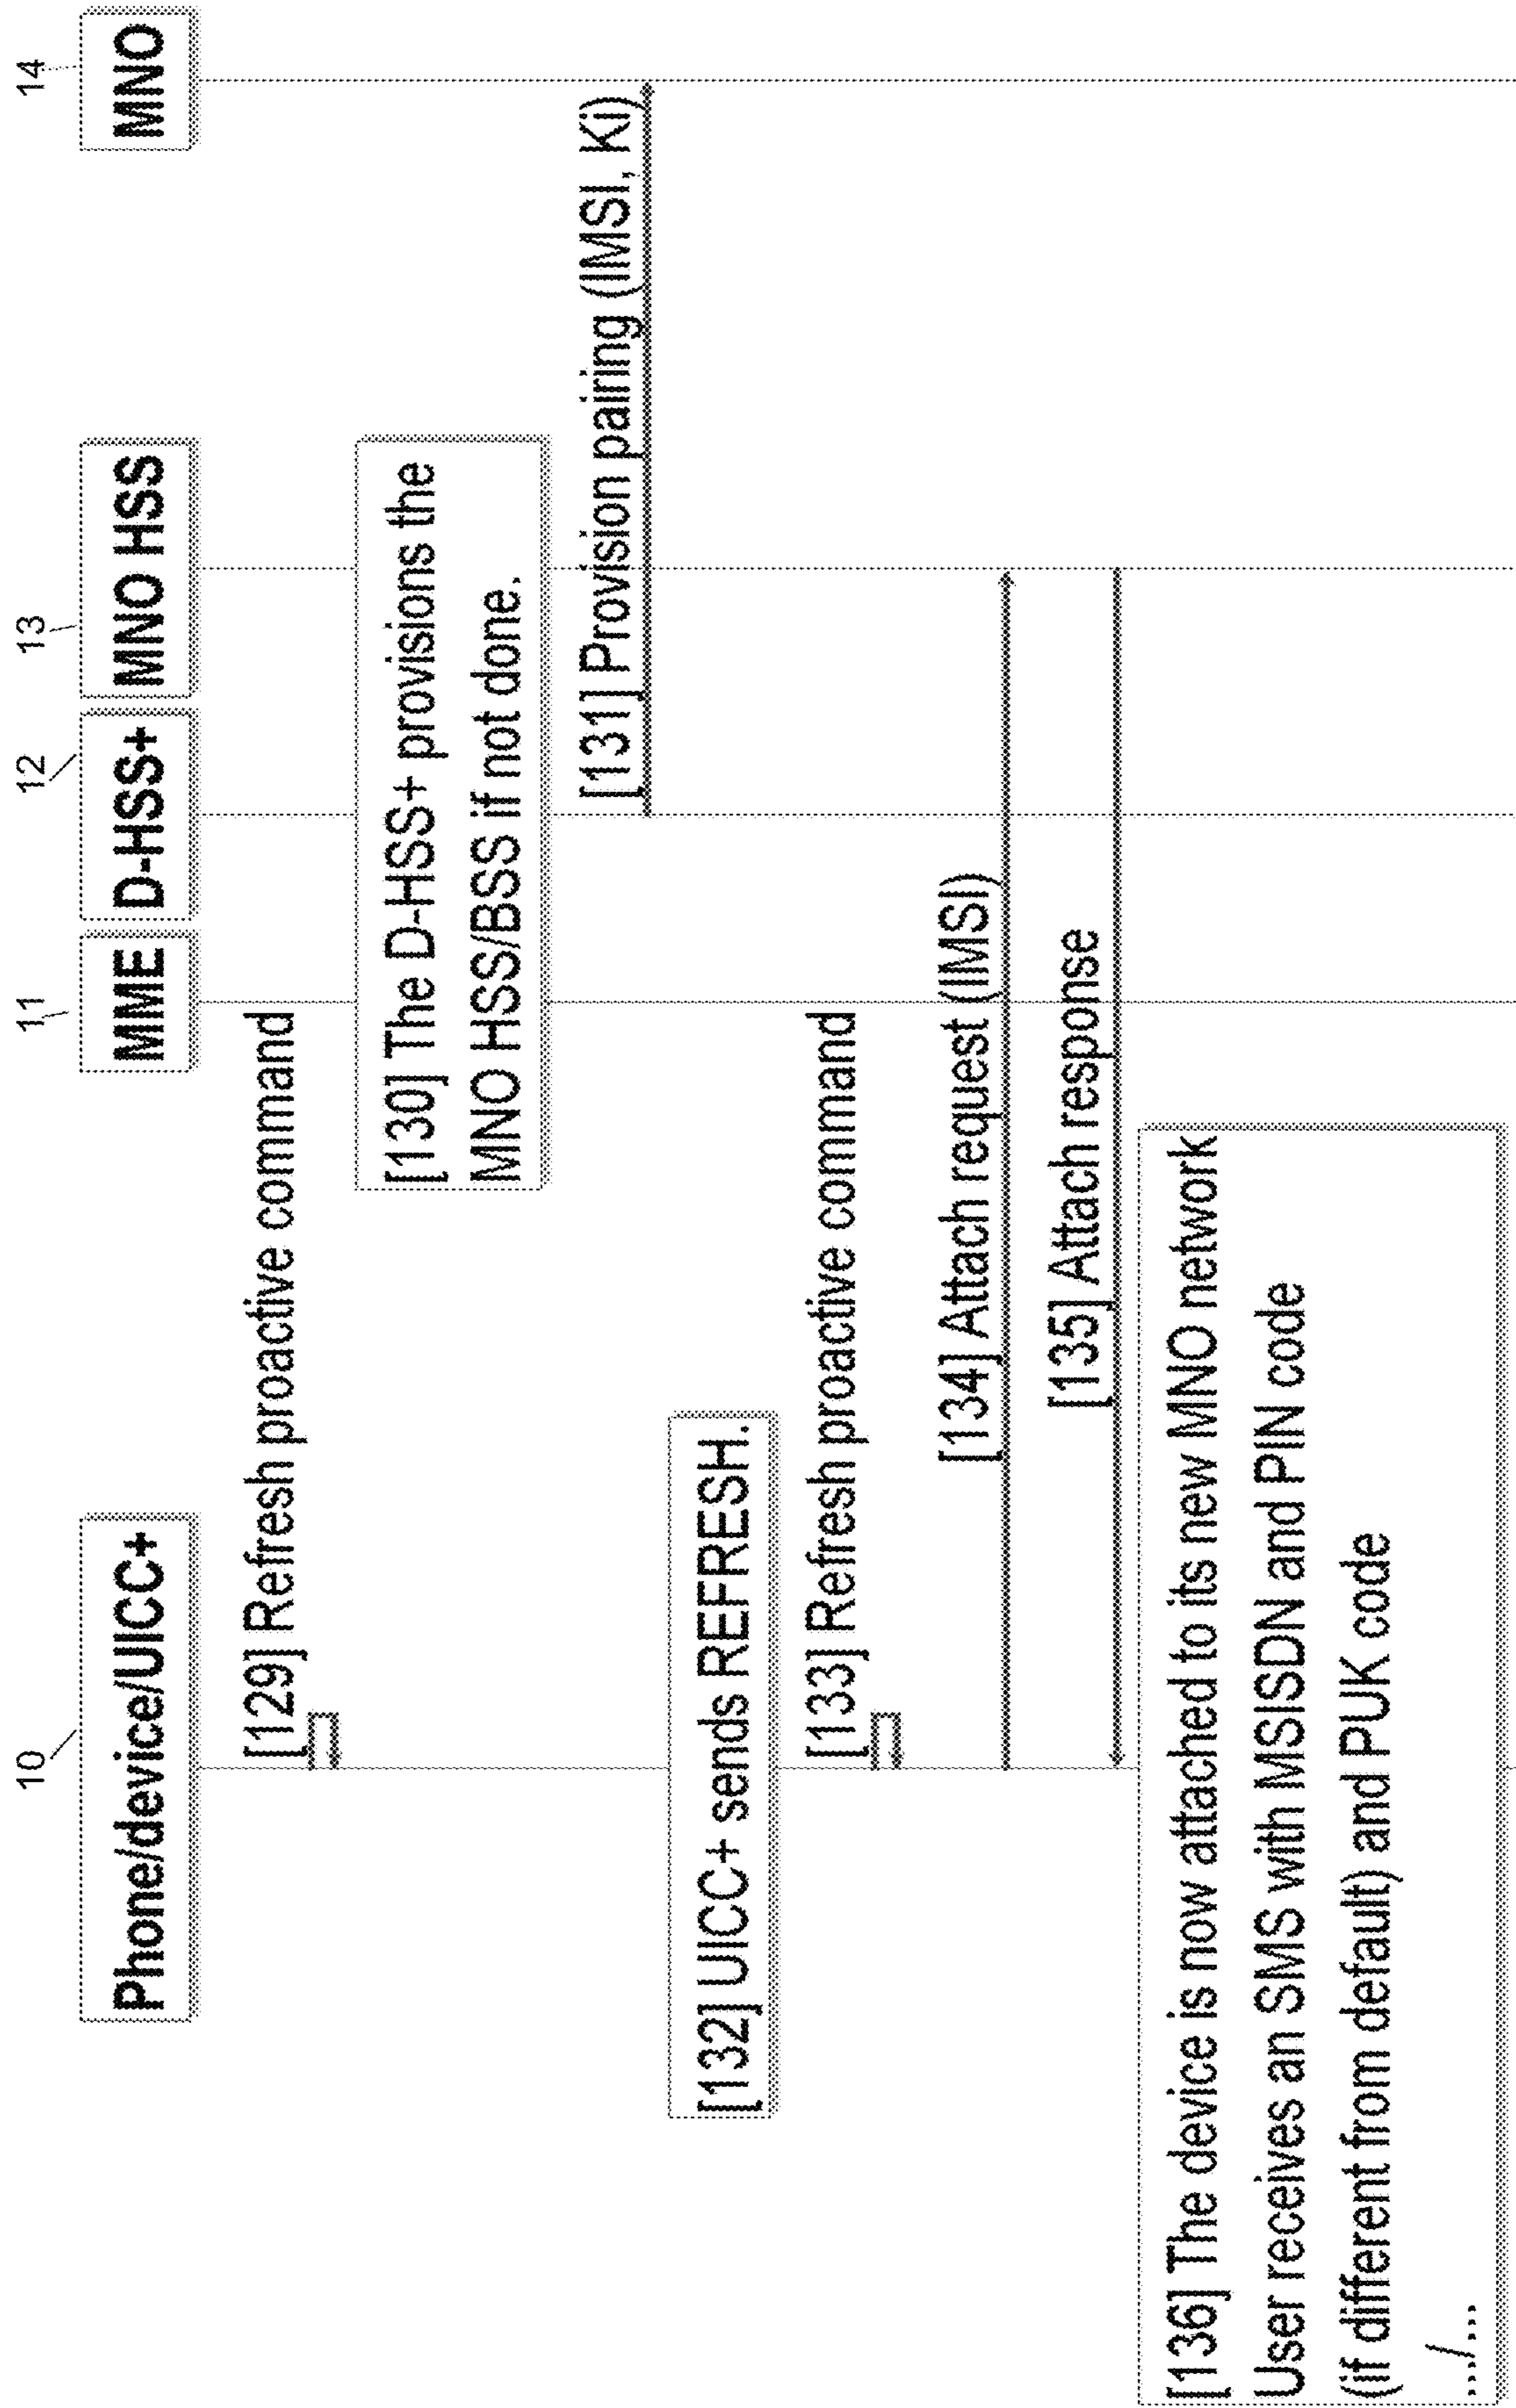 10
11
12
13
14
Phone/device/UICC+
MME
D-HSS+
MNO HSS
MNO
[129] Refresh proactive command
[130] The D-HSS+ provisions the
MNO HSS/BSS if not done.
[131] Provision pairing (IMSI, Ki)
[132] UICC+ sends REFRESH.
[133] Refresh proactive command
[134] Attach request (IMSI)
[135] Attach response
[136] The device is now attached to its new MNO network
User receives an SMS with MSISDN and PIN code
(if different from default) and PUK code
.../...